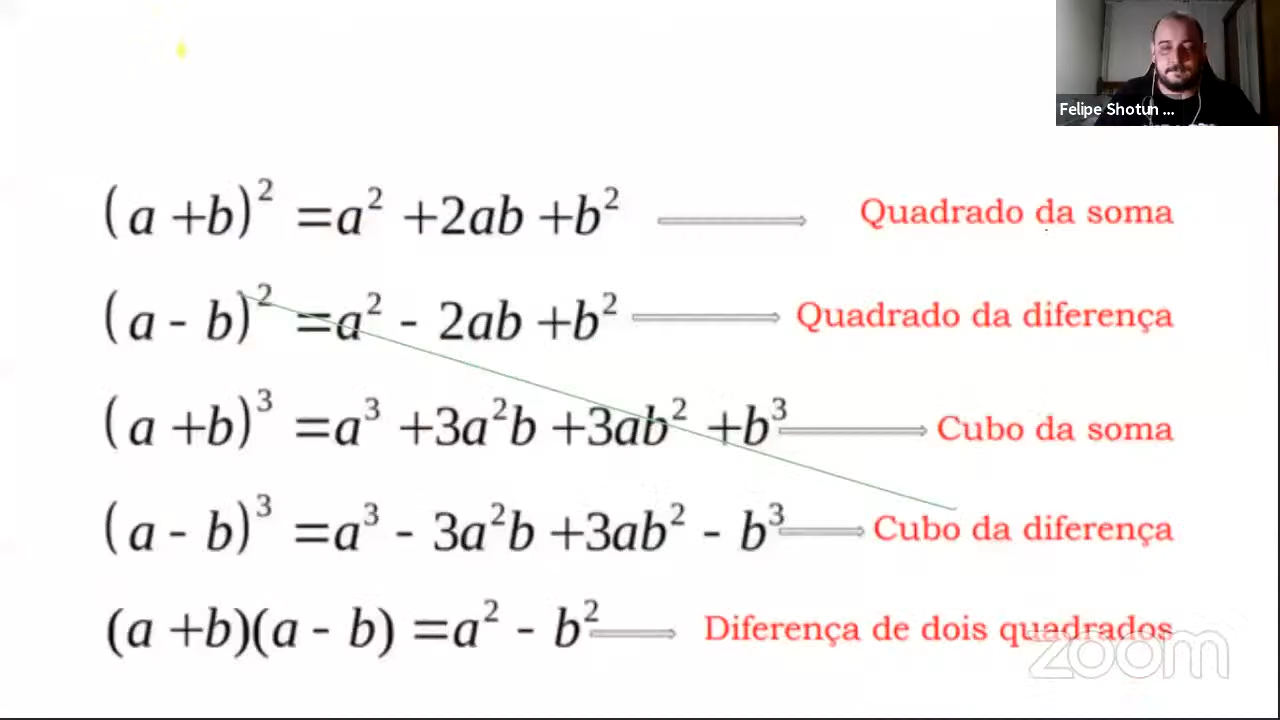 Felipe Shotun ...
(a +b)² =a² +2ab +b² Quadrado da soma
(a - b)² =a² - 2ab +b² Quadrado da diferença
(a +b)³ =a³ +3a²b +3ab² +b³ Cubo da soma
(a - b)³ =a³ - 3a²b +3ab² - b³ Cubo da diferença
(a +b)(a - b) =a² - b² Diferença de dois quadrados
zoom